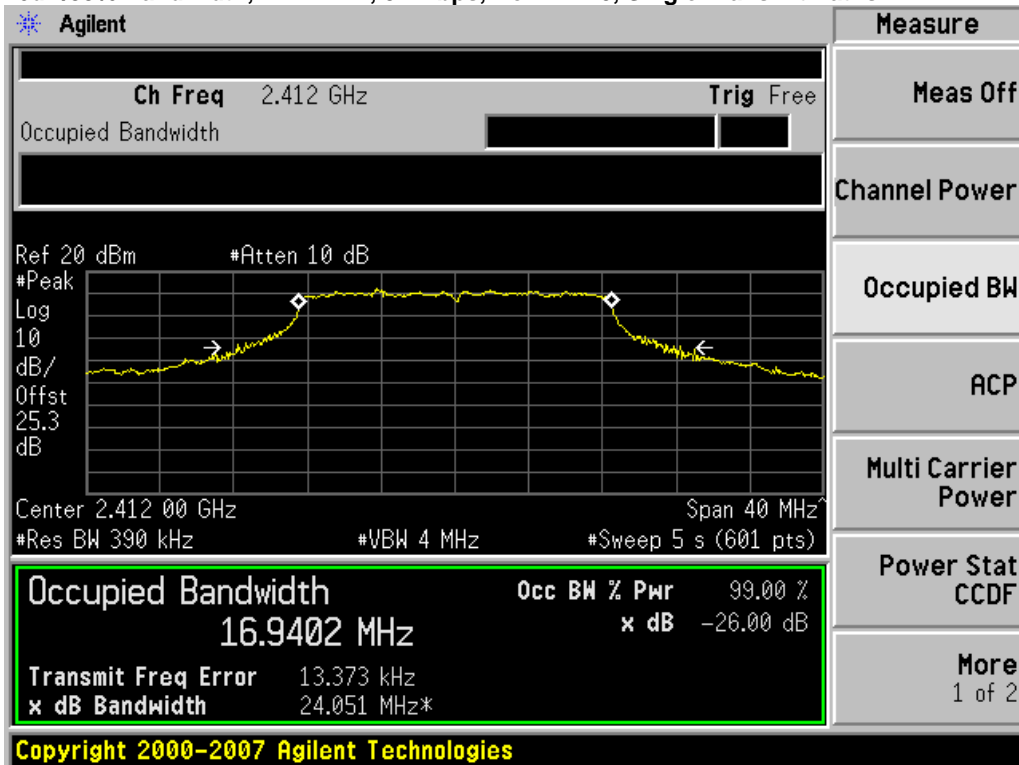 Agilent
Measure
Ch Freq 2.412 GHz Trig Free
Occupied Bandwidth
Meas Off
Channel Power
Occupied BW
ACP
Multi Carrier
Power
Power Stat
CCDF
More
1 of 2
Ref 20 dBm #Atten 10 dB
#Peak
Log
10
dB/
Offst
25.3
dB
Center 2.412 00 GHz Span 40 MHz^
#Res BW 390 kHz #VBW 4 MHz #Sweep 5 s (601 pts)
Occupied Bandwidth Occ BW % Pwr 99.00 %
16.9402 MHz x dB -26.00 dB
Transmit Freq Error 13.373 kHz
x dB Bandwidth 24.051 MHz*
Copyright 2000-2007 Agilent Technologies